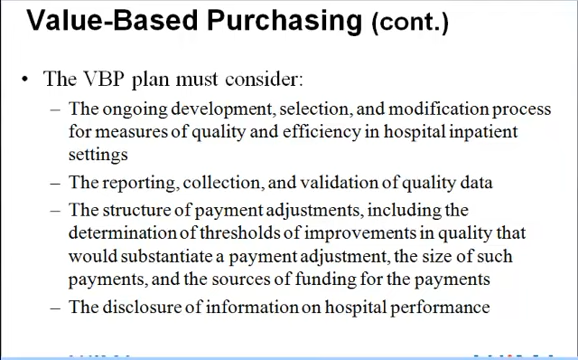 Value-Based Purchasing (cont.)
• The VBP plan must consider:
– The ongoing development, selection, and modification process
for measures of quality and efficiency in hospital inpatient
settings
– The reporting, collection, and validation of quality data
– The structure of payment adjustments, including the
determination of thresholds of improvements in quality that
would substantiate a payment adjustment, the size of such
payments, and the sources of funding for the payments
– The disclosure of information on hospital performance